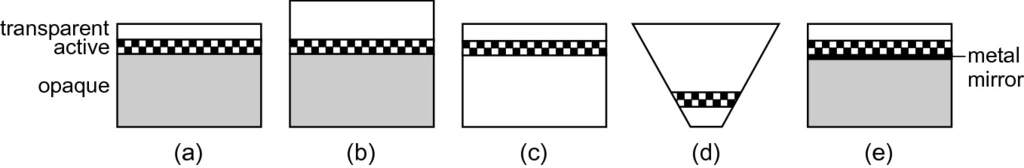 transparent
active
opaque
metal
mirror
(a) (b) (c) (d) (e)